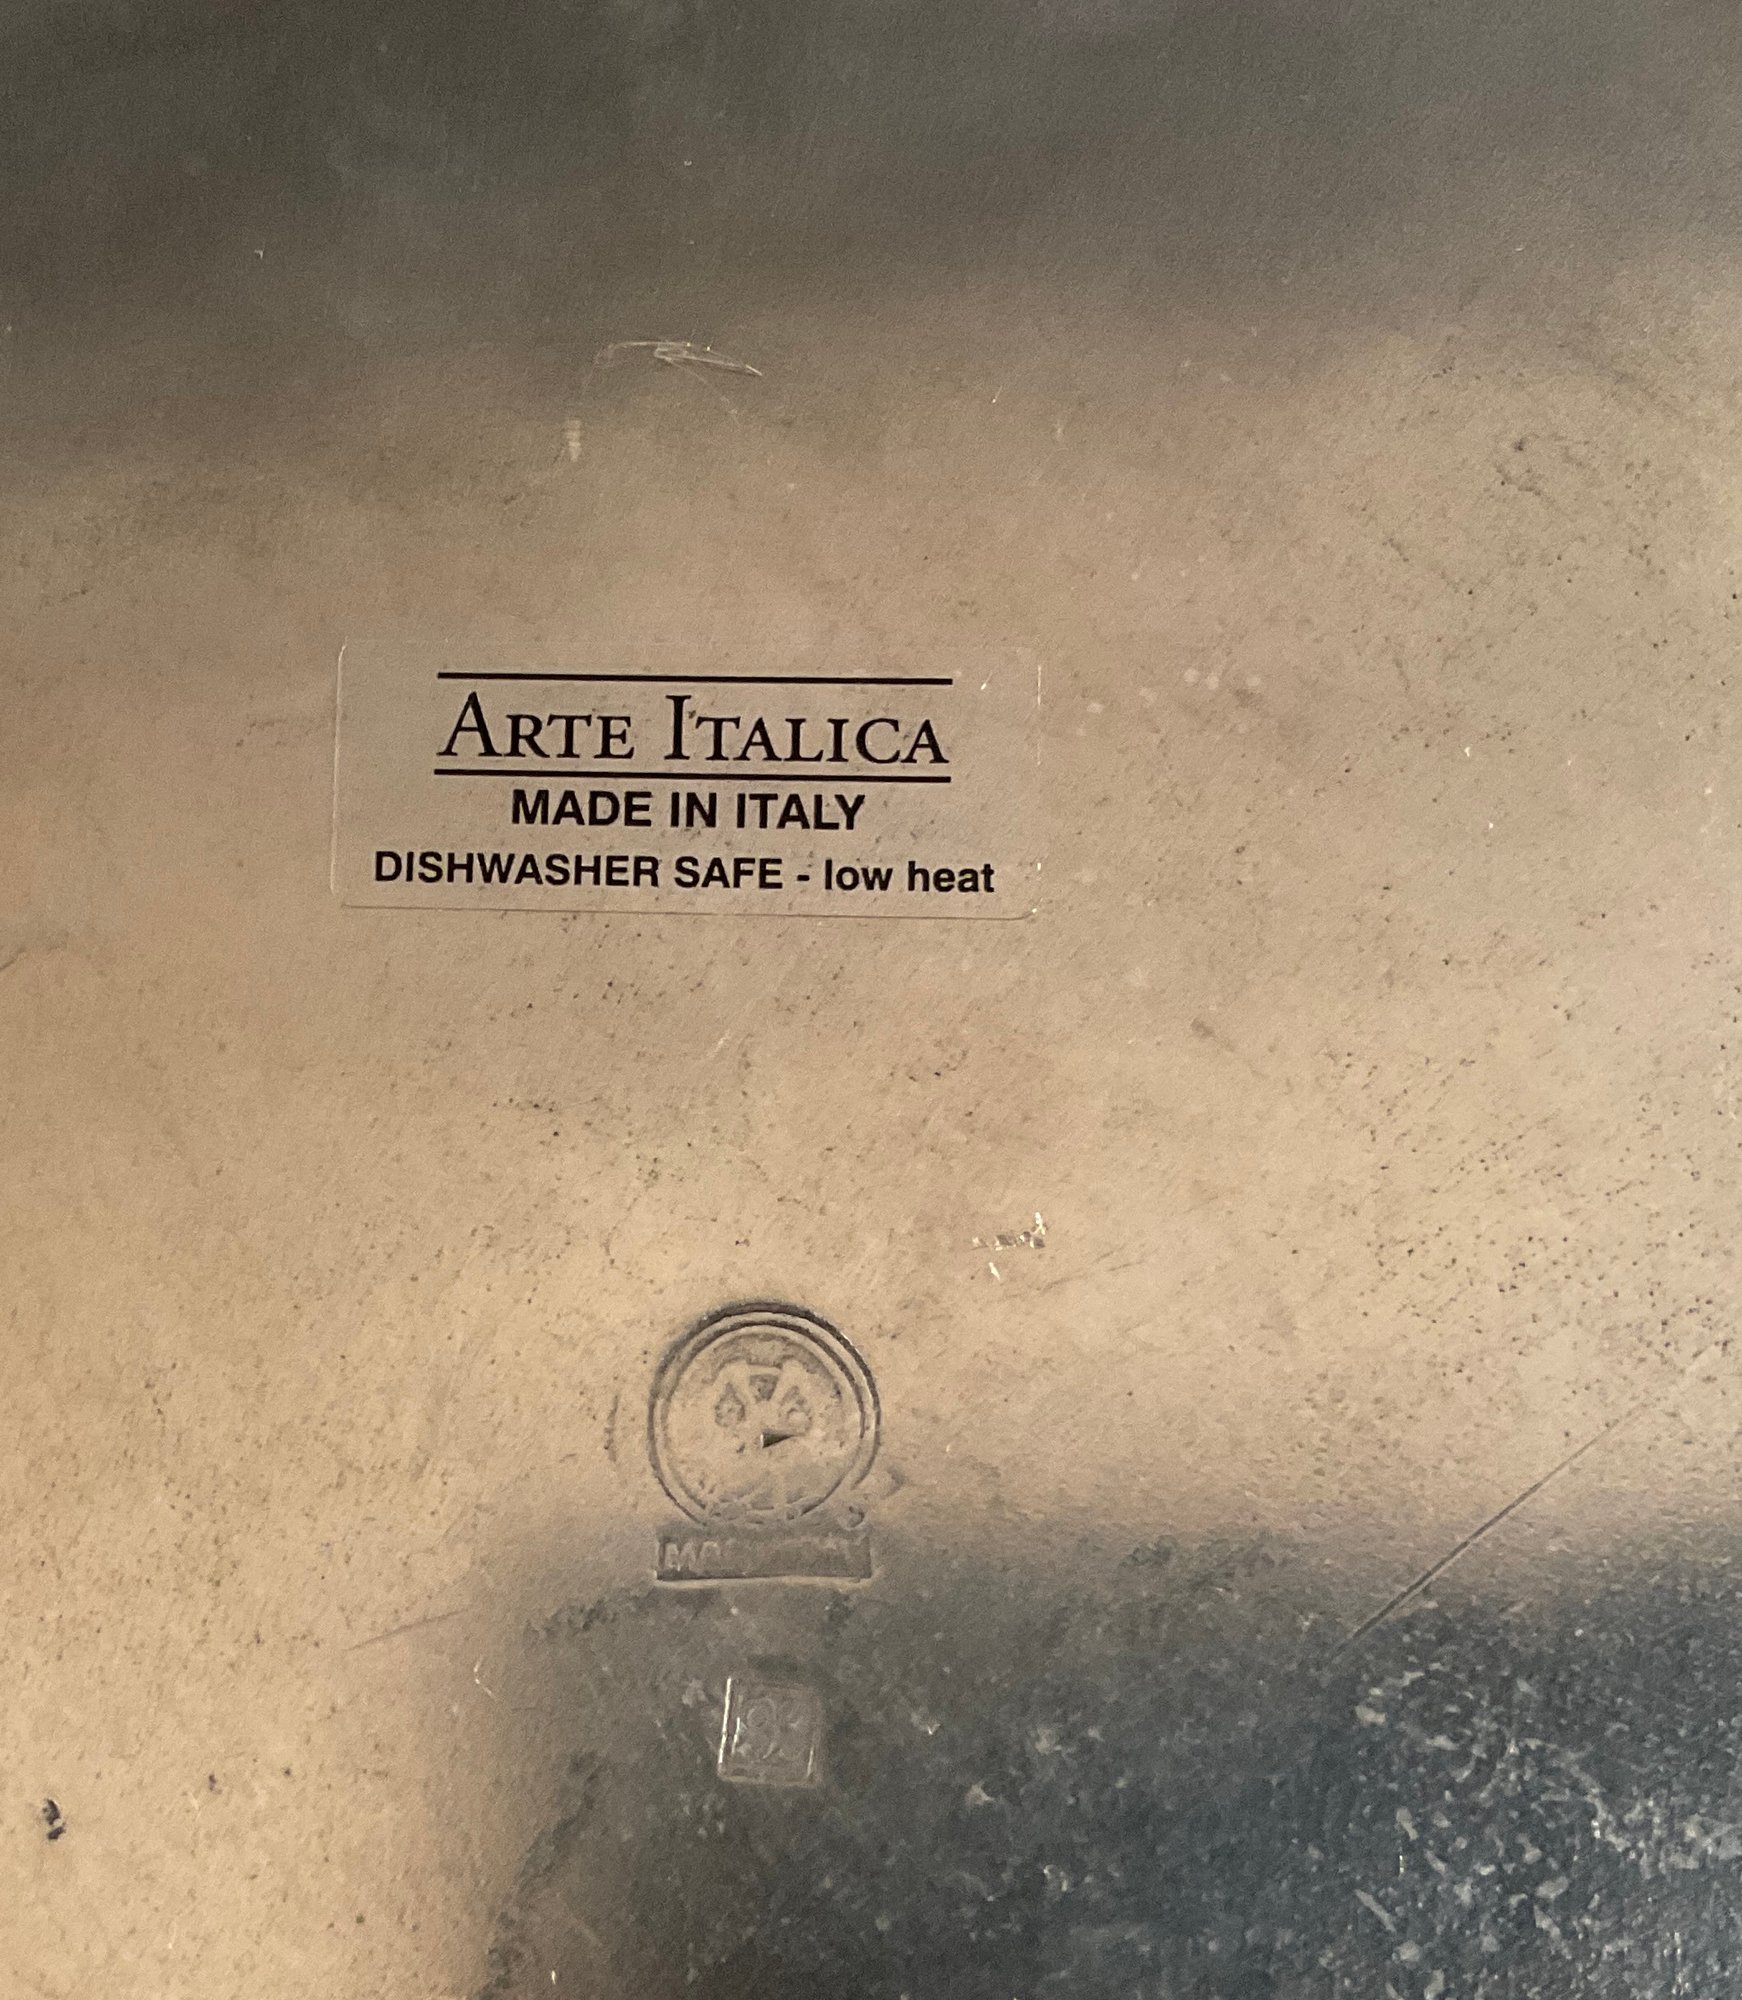 ARTE ITALICA
MADE IN ITALY
DISHWASHER SAFE - low heat